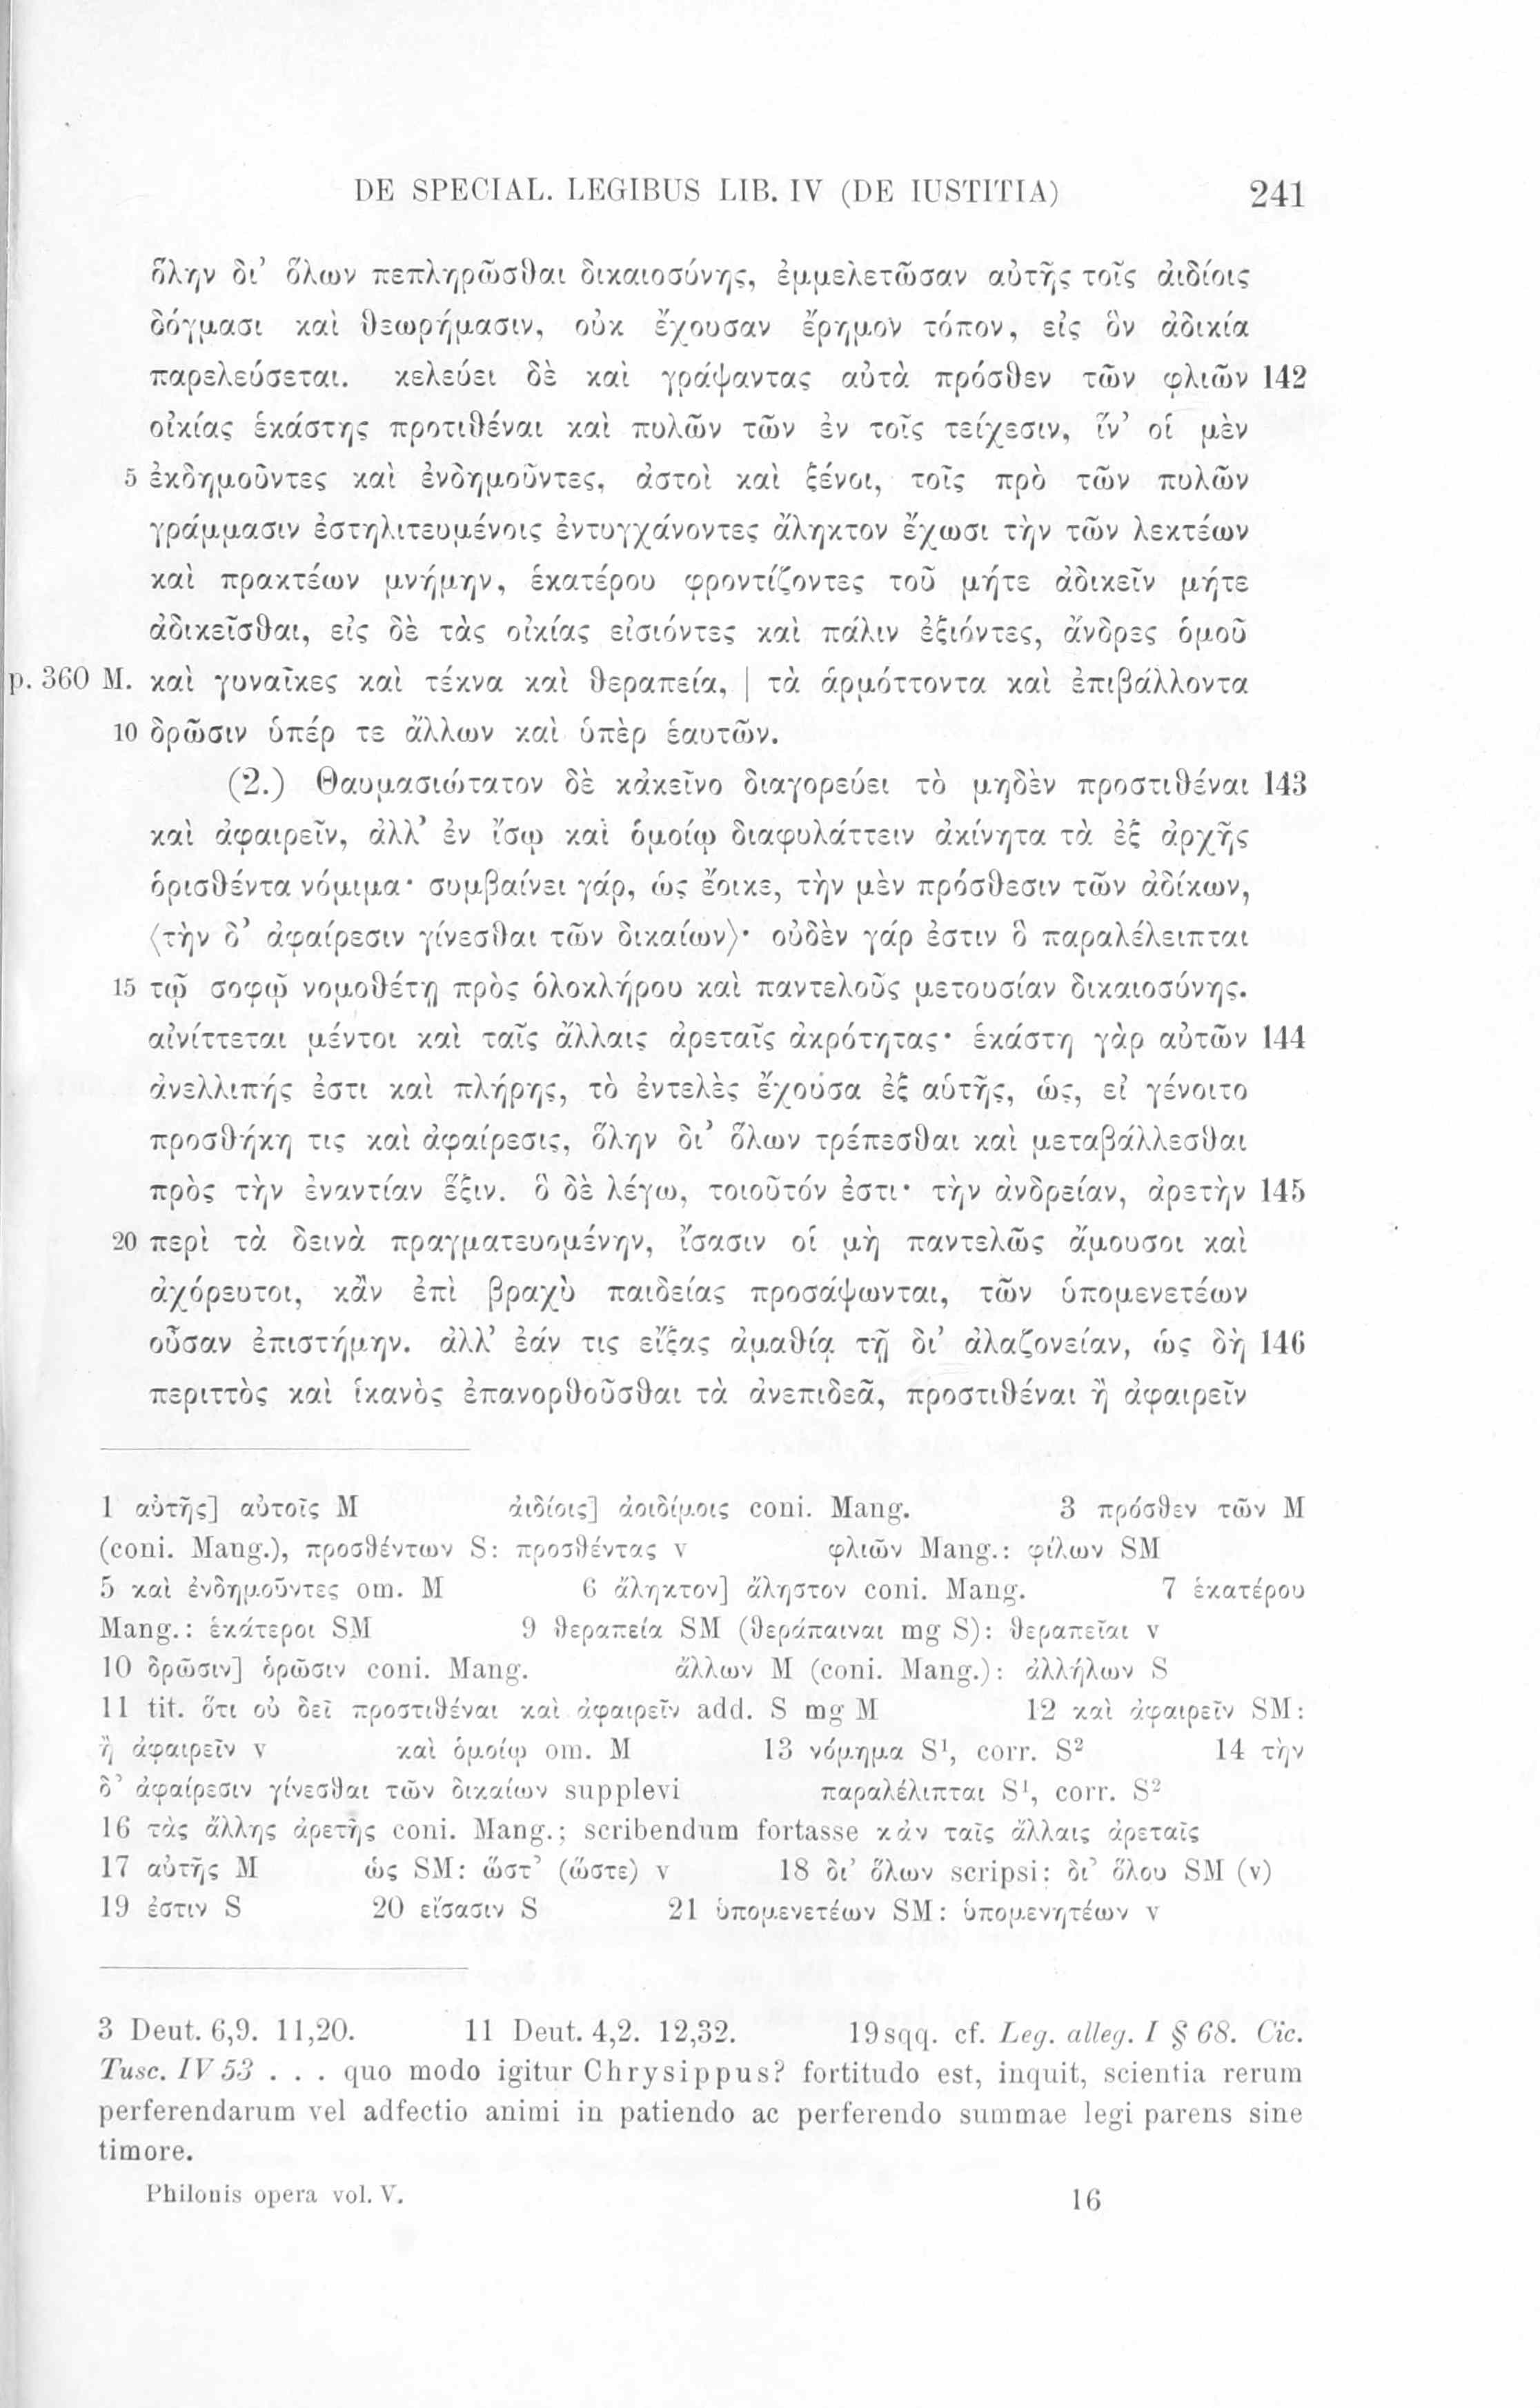 DE SPECIAL. LEGIBUS LIB. IV (DE IUSTITIA) 241
ὅλην δι’ ὅλων πεπληρῶσθαι δικαιοσύνης, ἐμμελετῶσαν αὐτῆς τοῖς ἀιδίοις
δόγμασι καὶ θεωρήμασιν, οὐκ ἔχουσαν ἔρημον τόπον, εἰς ὃν ἀδικία
παρελεύσεται. κελεύει δὲ καὶ γράψαντας αὐτὰ πρόσθεν τῶν φλιῶν 142
οἰκίας ἑκάστης προτιθέναι καὶ πυλῶν τῶν ἐν τοῖς τείχεσιν, ἵν’ οἱ μὲν
5 ἐκδημοῦντες καὶ ἐνδημοῦντες, ἀστοὶ καὶ ξένοι, τοῖς πρὸ τῶν πυλῶν
γράμμασιν ἐστηλιτευμένοις ἐντυγχάνοντες ἄληκτον ἔχωσι τὴν τῶν λεκτέων
καὶ πρακτέων μνήμην, ἑκατέρου φροντίζοντες τοῦ μήτε ἀδικεῖν μήτε
ἀδικεῖσθαι, εἰς δὲ τὰς οἰκίας εἰσιόντες καὶ πάλιν ἐξιόντες, ἄνδρες ὁμοῦ
p. 360 M. καὶ γυναῖκες καὶ τέκνα καὶ θεραπεία, | τὰ ἁρμόττοντα καὶ ἐπιβάλλοντα
10 δρῶσιν ὑπέρ τε ἄλλων καὶ ὑπὲρ ἑαυτῶν.
(2.) Θαυμασιώτατον δὲ κἀκεῖνο διαγορεύει τὸ μηδὲν προστιθέναι 143
καὶ ἀφαιρεῖν, ἀλλ’ ἐν ἴσῳ καὶ ὁμοίῳ διαφυλάττειν ἀκίνητα τὰ ἐξ ἀρχῆς
ὁρισθέντα νόμιμα· συμβαίνει γάρ, ὡς ἔοικε, τὴν μὲν πρόσθεσιν τῶν ἀδίκων,
⟨τὴν δ’ ἀφαίρεσιν γίνεσθαι τῶν δικαίων⟩· οὐδὲν γάρ ἐστιν ὃ παραλέλειπται
15 τῷ σοφῷ νομοθέτῃ πρὸς ὁλοκλήρου καὶ παντελοῦς μετουσίαν δικαιοσύνης.
αἰνίττεται μέντοι καὶ ταῖς ἄλλαις ἀρεταῖς ἀκρότητας· ἑκάστη γὰρ αὐτῶν 144
ἀνελλιπής ἐστι καὶ πλήρης, τὸ ἐντελὲς ἔχουσα ἐξ αὑτῆς, ὡς, εἰ γένοιτο
προσθήκη τις καὶ ἀφαίρεσις, ὅλην δι’ ὅλων τρέπεσθαι καὶ μεταβάλλεσθαι
πρὸς τὴν ἐναντίαν ἕξιν. ὃ δὲ λέγω, τοιοῦτόν ἐστι· τὴν ἀνδρείαν, ἀρετὴν 145
20 περὶ τὰ δεινὰ πραγματευομένην, ἴσασιν οἱ μὴ παντελῶς ἄμουσοι καὶ
ἀχόρευτοι, κἂν ἐπὶ βραχὺ παιδείας προσάψωνται, τῶν ὑπομενετέων
οὖσαν ἐπιστήμην. ἀλλ’ ἐάν τις εἴξας ἀμαθίᾳ τῇ δι’ ἀλαζονείαν, ὡς δὴ 146
περιττὸς καὶ ἱκανὸς ἐπανορθοῦσθαι τὰ ἀνεπιδεᾶ, προστιθέναι ἢ ἀφαιρεῖν
1 αὐτῆς] αὐτοῖς M ἀιδίοις] ἀοιδίμοις coni. Mang. 3 πρόσθεν τῶν M
(coni. Mang.), προσθέντων S: προσθέντας v φλιῶν Mang.: φίλων SM
5 καὶ ἐνδημοῦντες om. M 6 ἄληκτον] ἄληστον coni. Mang. 7 ἑκατέρου
Mang.: ἑκάτεροι SM 9 θεραπεία SM (θεράπαιναι mg S): θεραπεῖαι v
10 δρῶσιν] ὁρῶσιν coni. Mang. ἄλλων M (coni. Mang.): ἀλλήλων S
11 tit. ὅτι οὐ δεῖ προστιθέναι καὶ ἀφαιρεῖν add. S mg M 12 καὶ ἀφαιρεῖν SM:
ἢ ἀφαιρεῖν v καὶ ὁμοίῳ om. M 13 νόμημα S¹, corr. S² 14 τὴν
δ’ ἀφαίρεσιν γίνεσθαι τῶν δικαίων supplevi παραλέλιπται S¹, corr. S²
16 τὰς ἄλλης ἀρετῆς coni. Mang.; scribendum fortasse κἀν ταῖς ἄλλαις ἀρεταῖς
17 αὐτῆς M ὡς SM: ὥστ’ (ὥστε) v 18 δι’ ὅλων scripsi: δι’ ὅλου SM (v)
19 ἐστιν S 20 εἴσασιν S 21 ὑπομενετέων SM: ὑπομενητέων v
3 Deut. 6,9. 11,20. 11 Deut. 4,2. 12,32. 19 sqq. cf. Leg. alleg. I § 68. Cic.
Tusc. IV 53 . . . quo modo igitur Chrysippus? fortitudo est, inquit, scientia rerum
perferendarum vel adfectio animi in patiendo ac perferendo summae legi parens sine
timore.
Philonis opera vol. V. 16